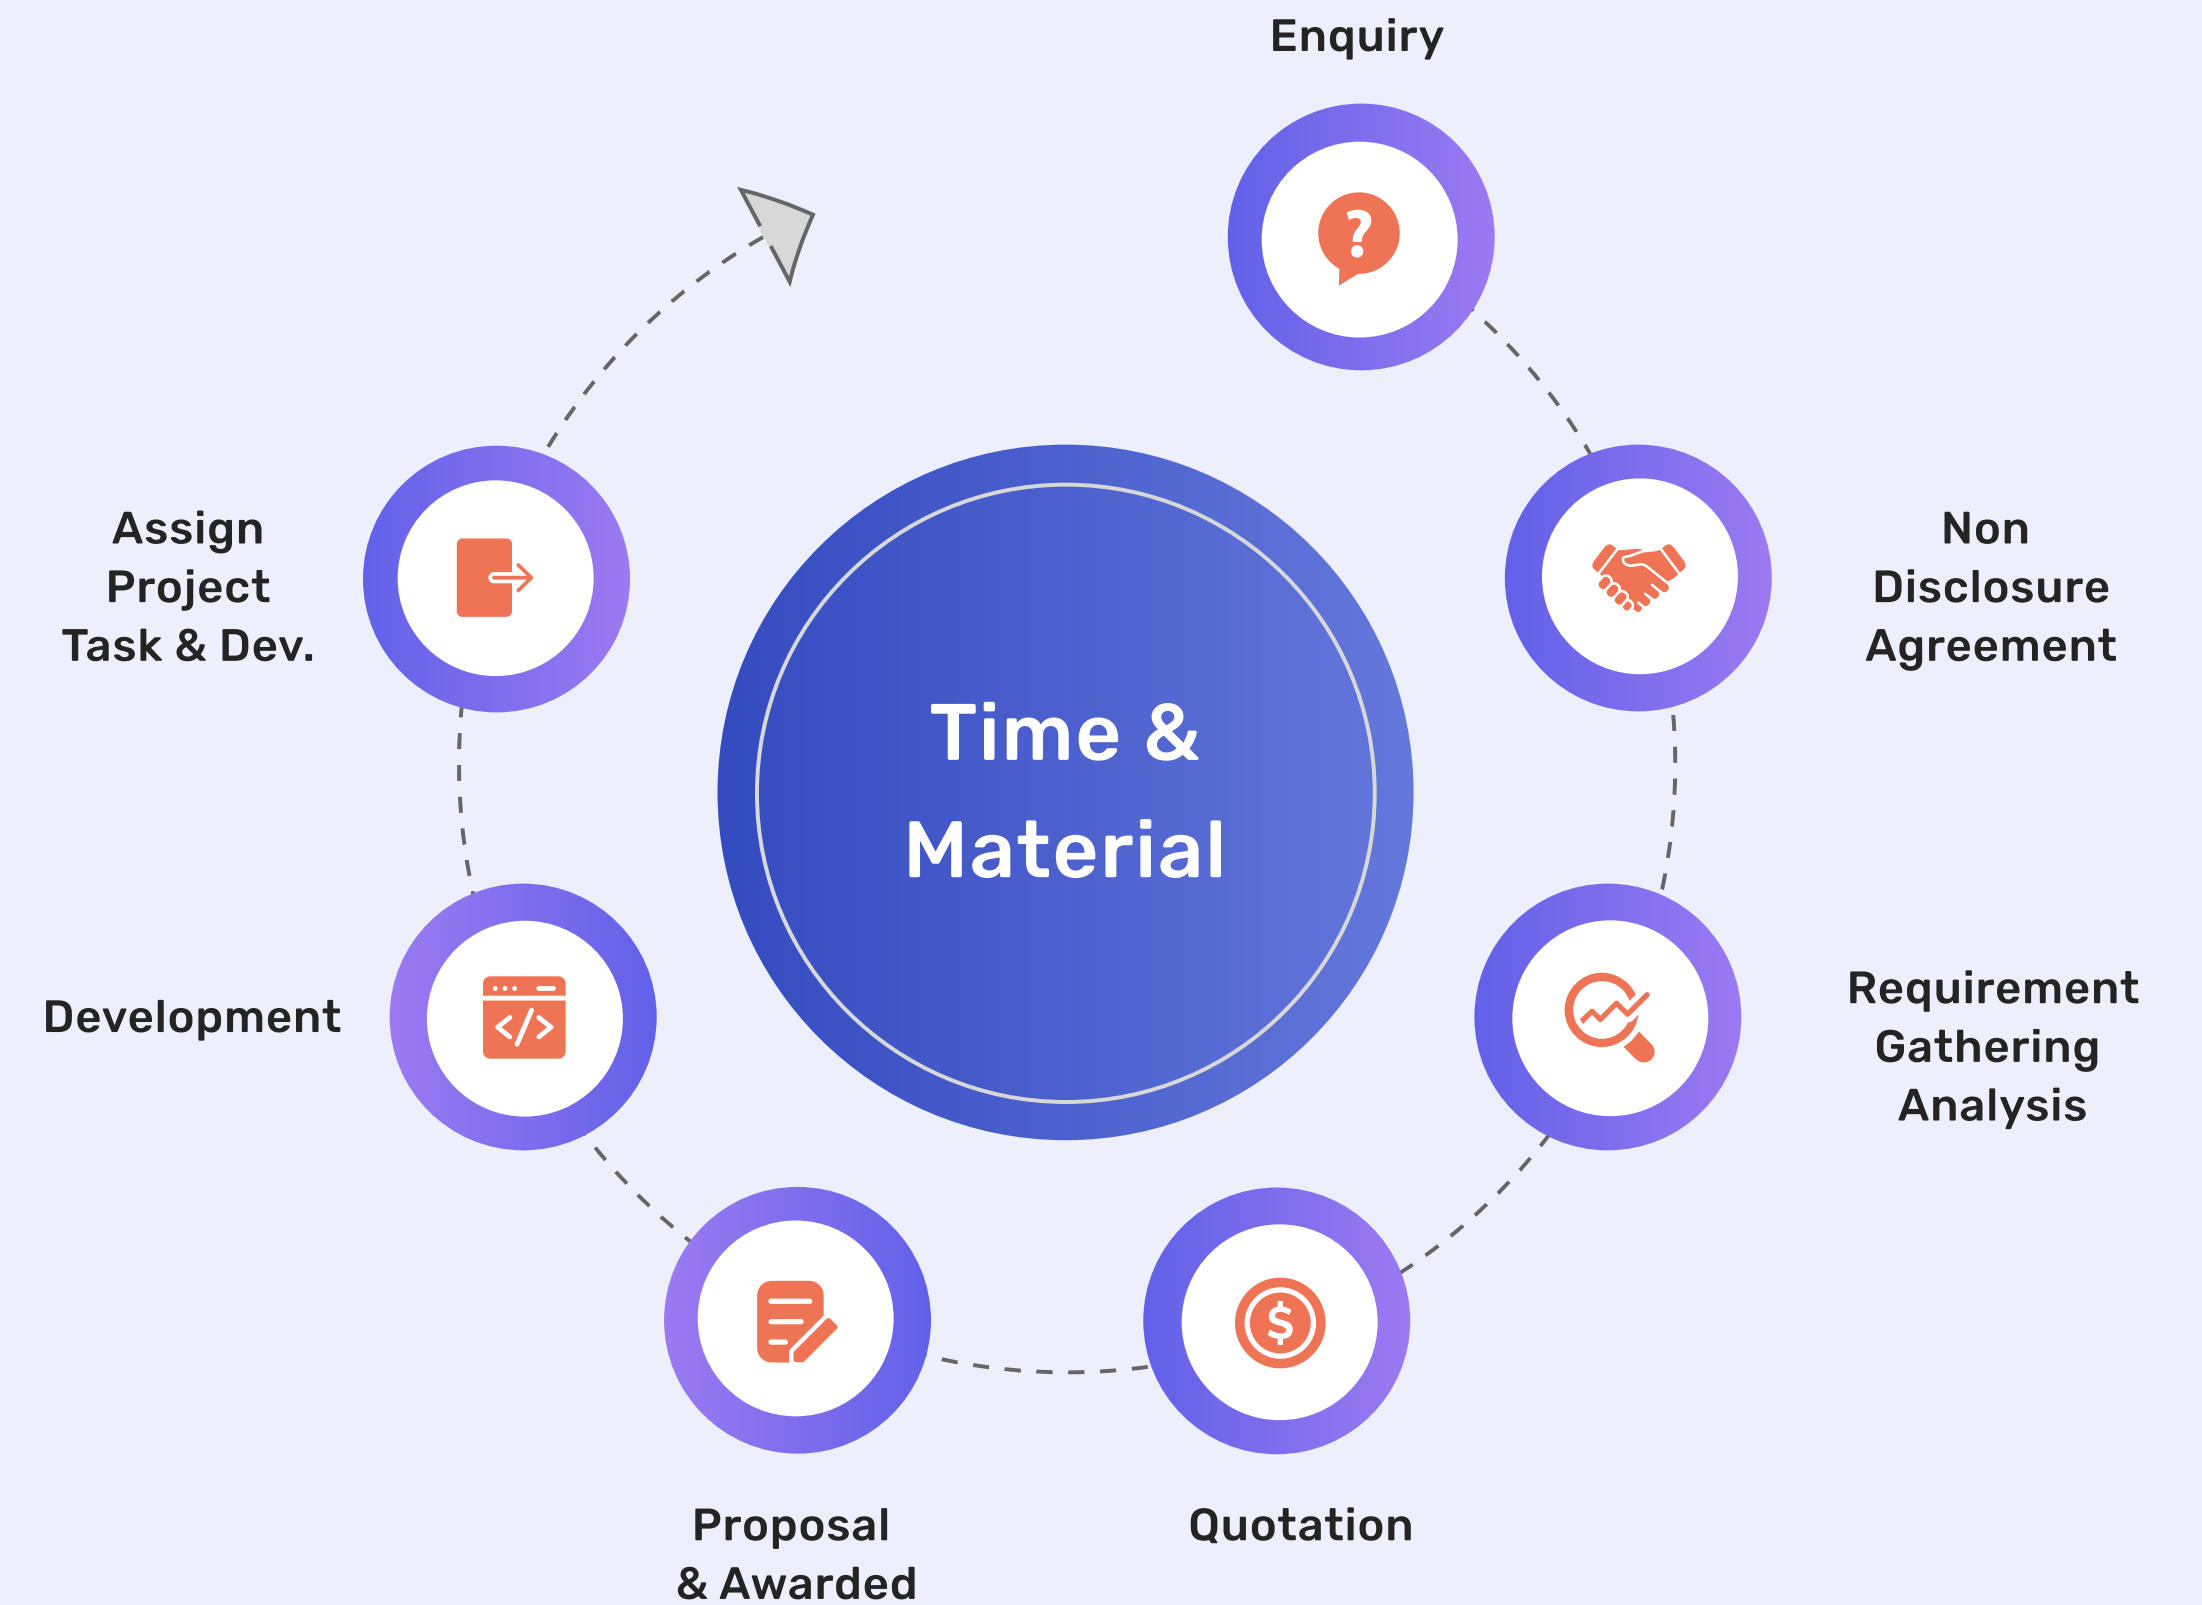 Enquiry
Non
Disclosure
Agreement
Requirement
Gathering
Analysis
Quotation
Proposal
& Awarded
Development
Assign
Project
Task & Dev.
Time &
Material